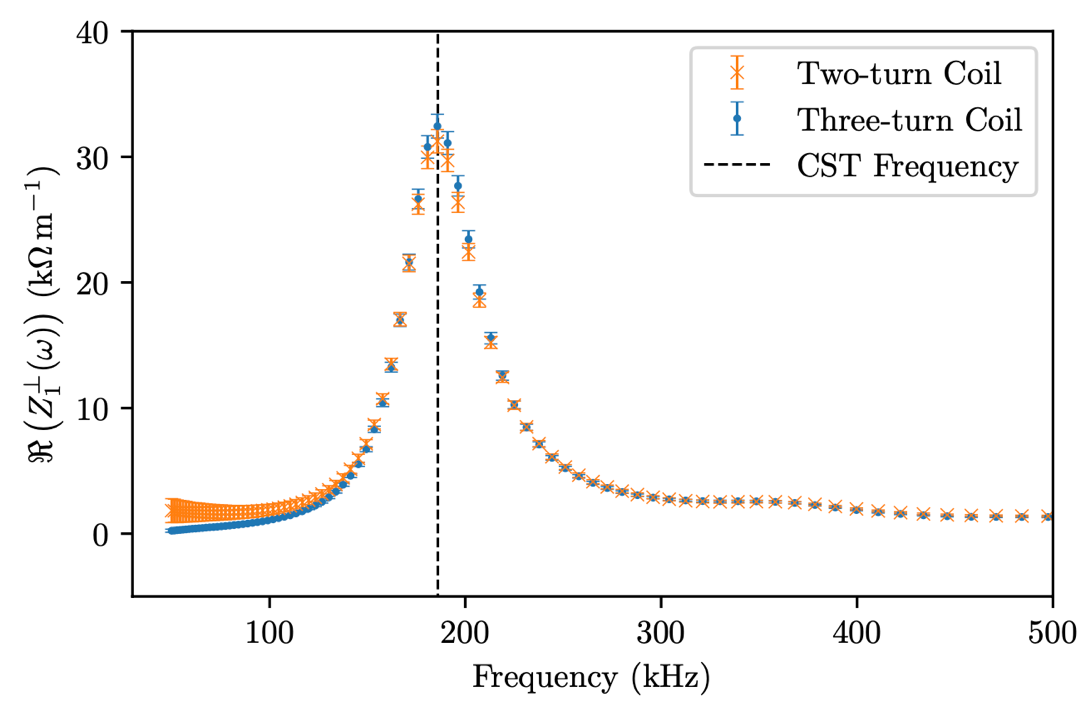 40
30
20
10
0
ℜ(Z₁^⊥(ω)) (kΩ m⁻¹)
Two-turn Coil
Three-turn Coil
CST Frequency
100 200 300 400 500
Frequency (kHz)